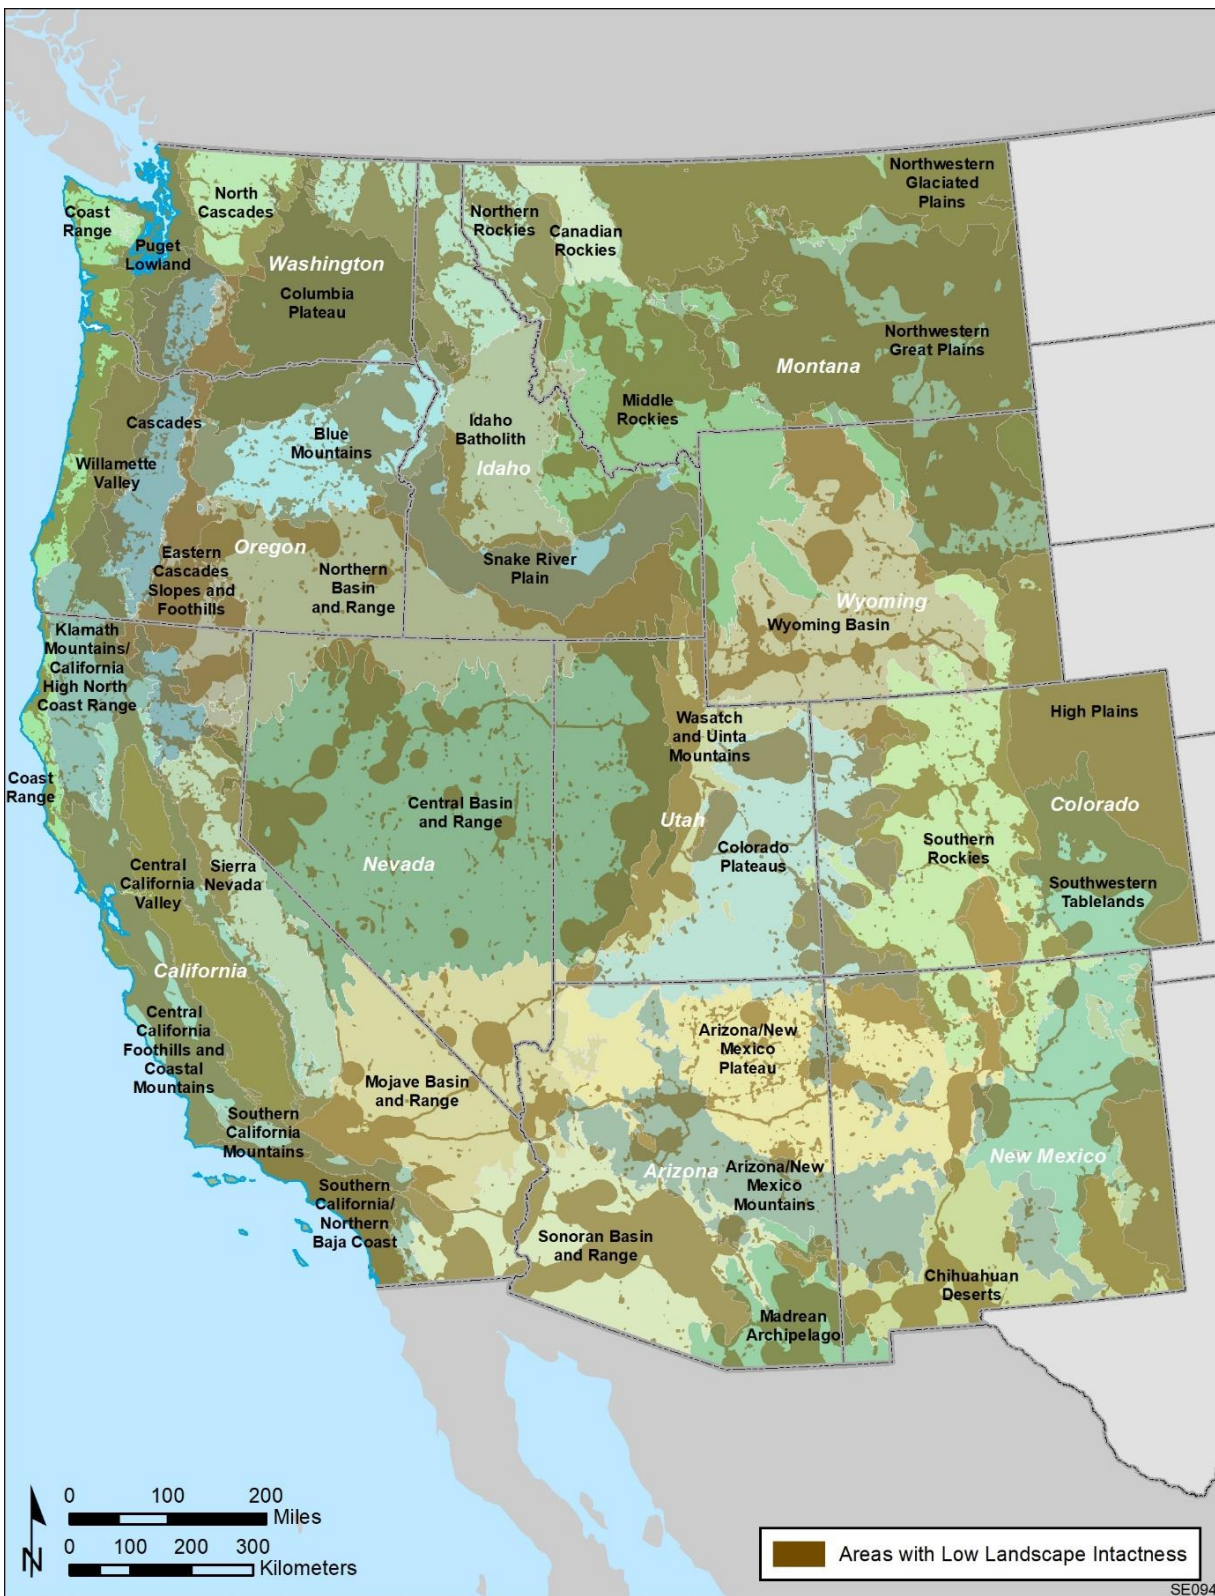 Northwestern
Glaciated
Plains
North
Cascades
Coast
Range
Northern
Rockies
Canadian
Rockies
Puget
Lowland
Washington
Columbia
Plateau
Northwestern
Great Plains
Montana
Middle
Rockies
Cascades
Idaho
Batholith
Blue
Mountains
Idaho
Willamette
Valley
Oregon
Eastern
Cascades
Slopes and
Foothills
Northern
Basin
and Range
Snake River
Plain
Wyoming
Wyoming Basin
Klamath
Mountains/
California
High North
Coast Range
Wasatch
and Uinta
Mountains
High Plains
Coast
Range
Central Basin
and Range
Utah
Colorado
Nevada
Colorado
Plateaus
Southern
Rockies
Central
California
Valley
Sierra
Nevada
Southwestern
Tablelands
California
Central
California
Foothills and
Coastal
Mountains
Arizona/New
Mexico
Plateau
Mojave Basin
and Range
Southern
California
Mountains
Arizona
Arizona/New
Mexico
Mountains
New Mexico
Southern
California/
Northern
Baja Coast
Sonoran Basin
and Range
Chihuahuan
Deserts
Madrean
Archipelago
N
0 100 200
Miles
0 100 200 300
Kilometers
Areas with Low Landscape Intactness
SE094